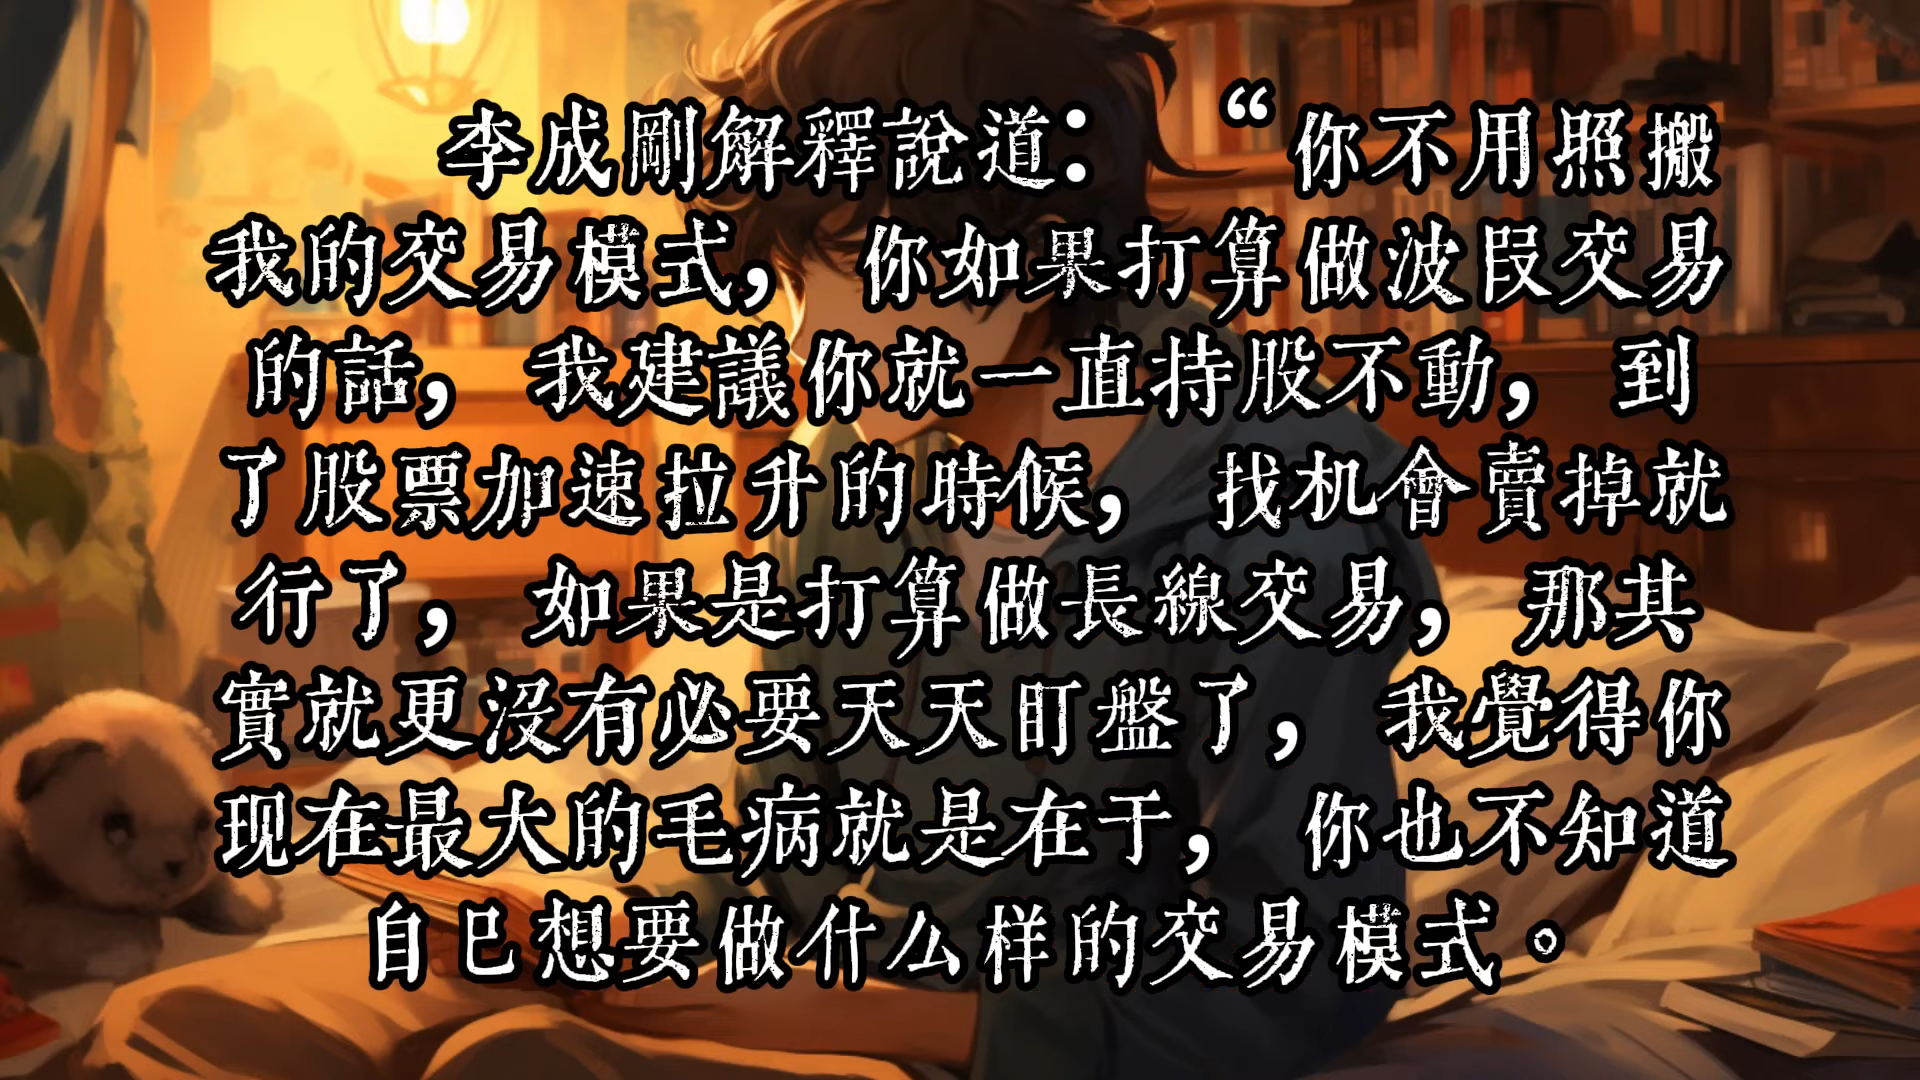 李成剛解釋說道：“你不用照搬
我的交易模式，你如果打算做波段交易
的話，我建議你就一直持股不動，到
了股票加速拉升的時候，找机會賣掉就
行了，如果是打算做長線交易，那其
實就更沒有必要天天盯盤了，我覺得你
现在最大的毛病就是在于，你也不知道
自已想要做什么样的交易模式。